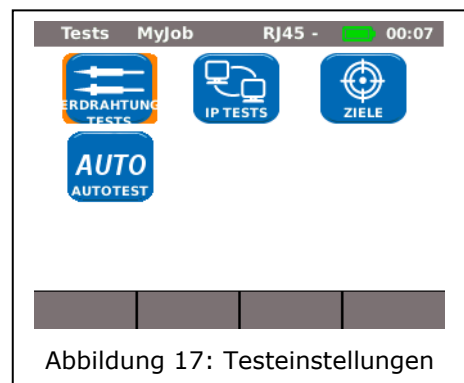 Tests MyJob RJ45 - 00:07
ERDRAHTUNG TESTS
IP TESTS
ZIELE
AUTO
AUTOTEST
Abbildung 17: Testeinstellungen